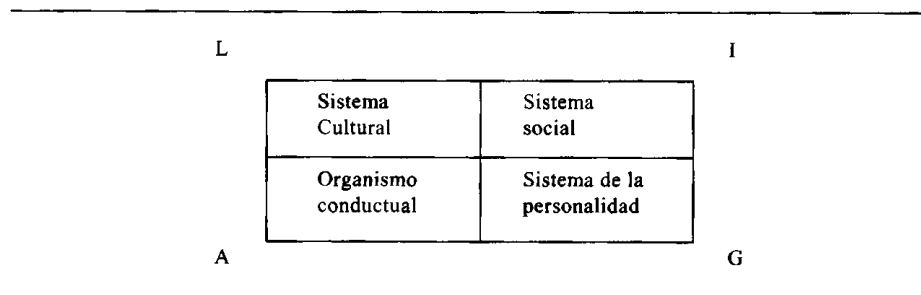 L I
Sistema Sistema
Cultural social
Organismo Sistema de la
conductual personalidad
A G